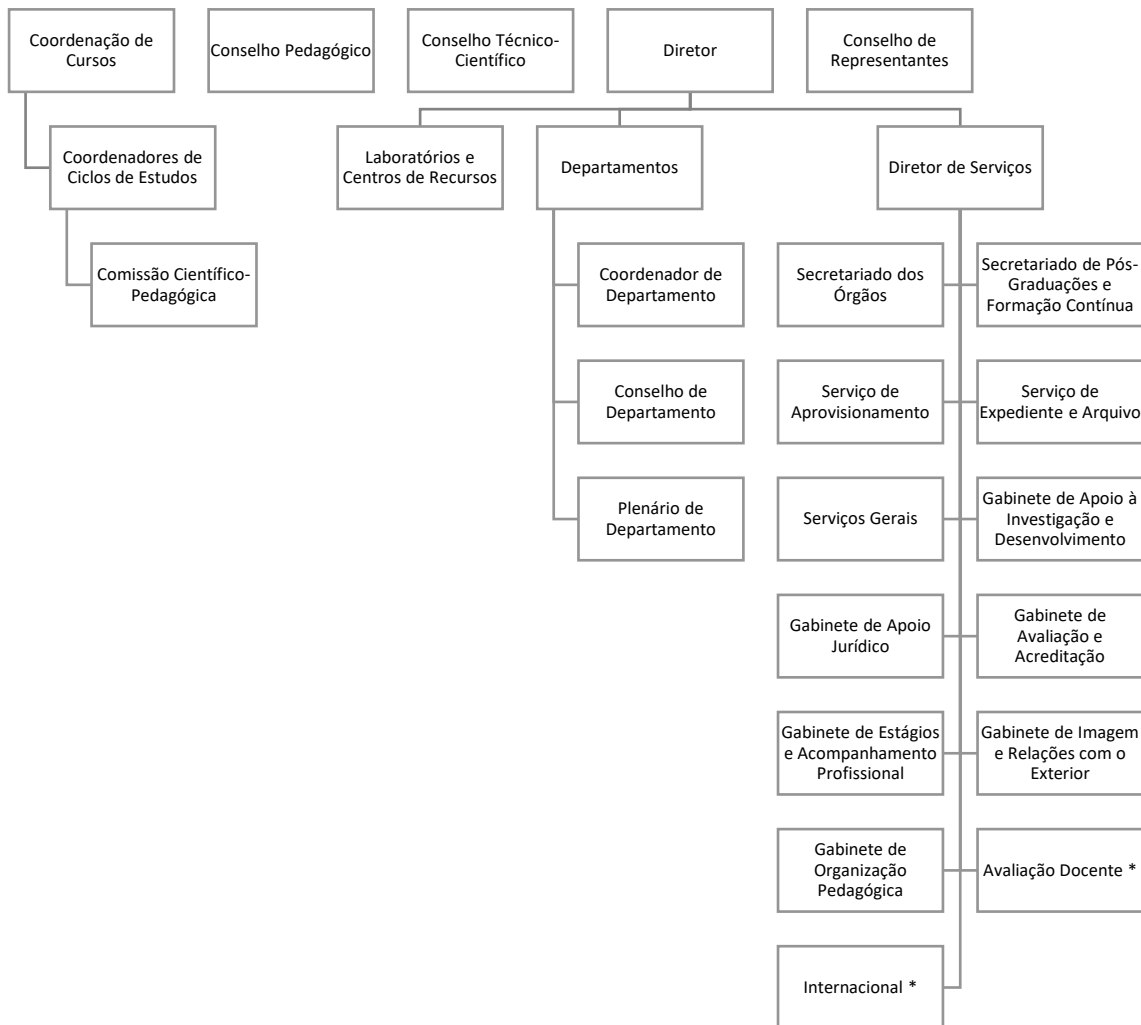 Coordenação de
Cursos
Conselho Pedagógico
Conselho Técnico-
Científico
Diretor
Conselho de
Representantes
Coordenadores de
Ciclos de Estudos
Laboratórios e
Centros de Recursos
Departamentos
Diretor de Serviços
Comissão Científico-
Pedagógica
Coordenador de
Departamento
Secretariado dos
Órgãos
Secretariado de Pós-
Graduações e
Formação Contínua
Conselho de
Departamento
Serviço de
Aprovisionamento
Serviço de
Expediente e Arquivo
Plenário de
Departamento
Serviços Gerais
Gabinete de Apoio à
Investigação e
Desenvolvimento
Gabinete de Apoio
Jurídico
Gabinete de
Avaliação e
Acreditação
Gabinete de Estágios
e Acompanhamento
Profissional
Gabinete de Imagem
e Relações com o
Exterior
Gabinete de
Organização
Pedagógica
Avaliação Docente *
Internacional *